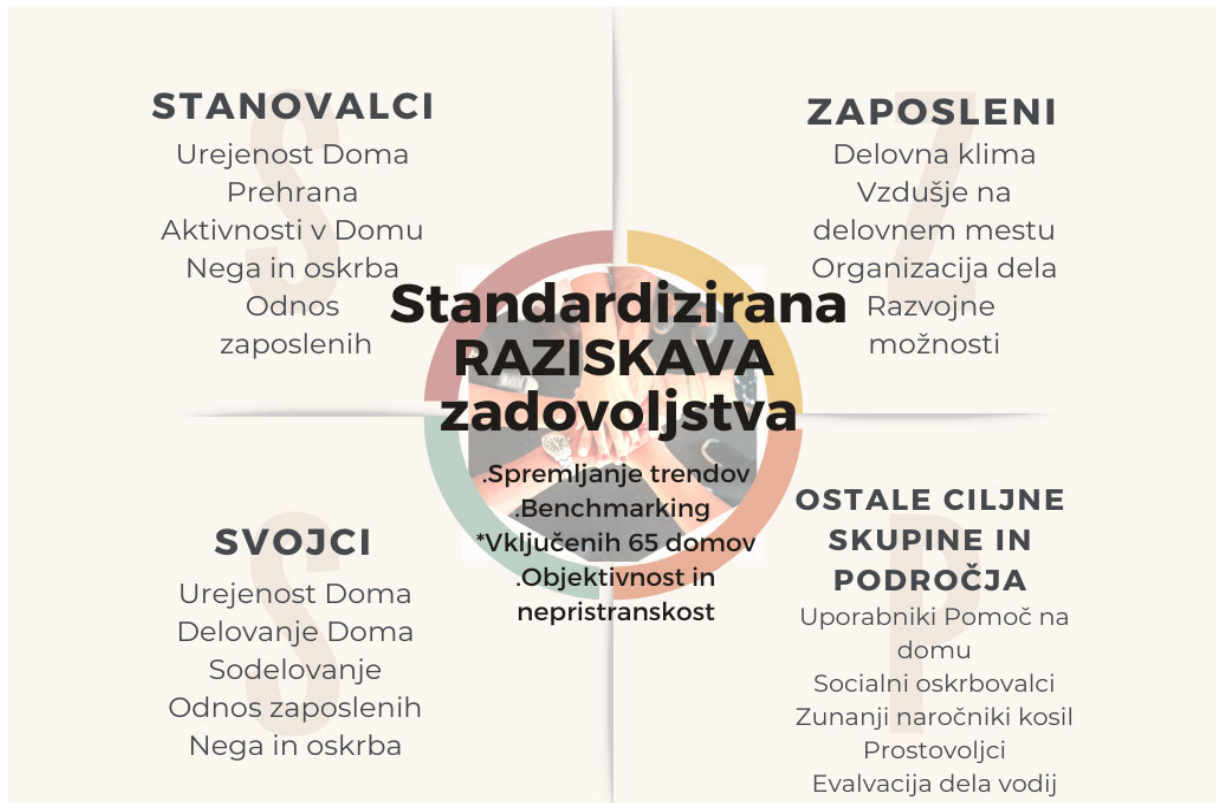 STANOVALCI
Urejenost Doma
Prehrana
Aktivnosti v Domu
Nega in oskrba
Odnos
zaposlenih
ZAPOSLENI
Delovna klima
Vzdušje na
delovnem mestu
Organizacija dela
Razvojne
možnosti
Standardizirana
RAZISKAVA
zadovoljstva
.Spremljanje trendov
.Benchmarking
*Vključenih 65 domov
.Objektivnost in
nepristranskost
SVOJCI
Urejenost Doma
Delovanje Doma
Sodelovanje
Odnos zaposlenih
Nega in oskrba
OSTALE CILJNE
SKUPINE IN
PODROČJA
Uporabniki Pomoč na
domu
Socialni oskrbovalci
Zunanji naročniki kosil
Prostovoljci
Evalvacija dela vodij
S
Z
S
P